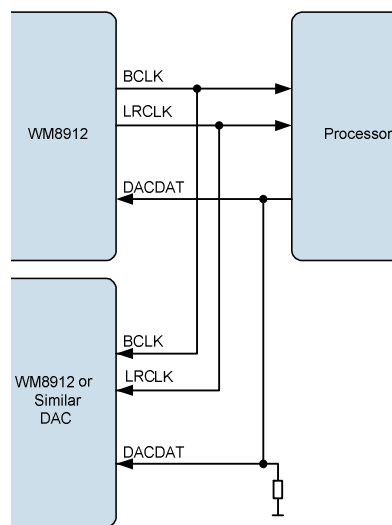 BCLK
LRCLK
WM8912
Processor
DACDAT
BCLK
LRCLK
WM8912 or
Similar
DAC
DACDAT